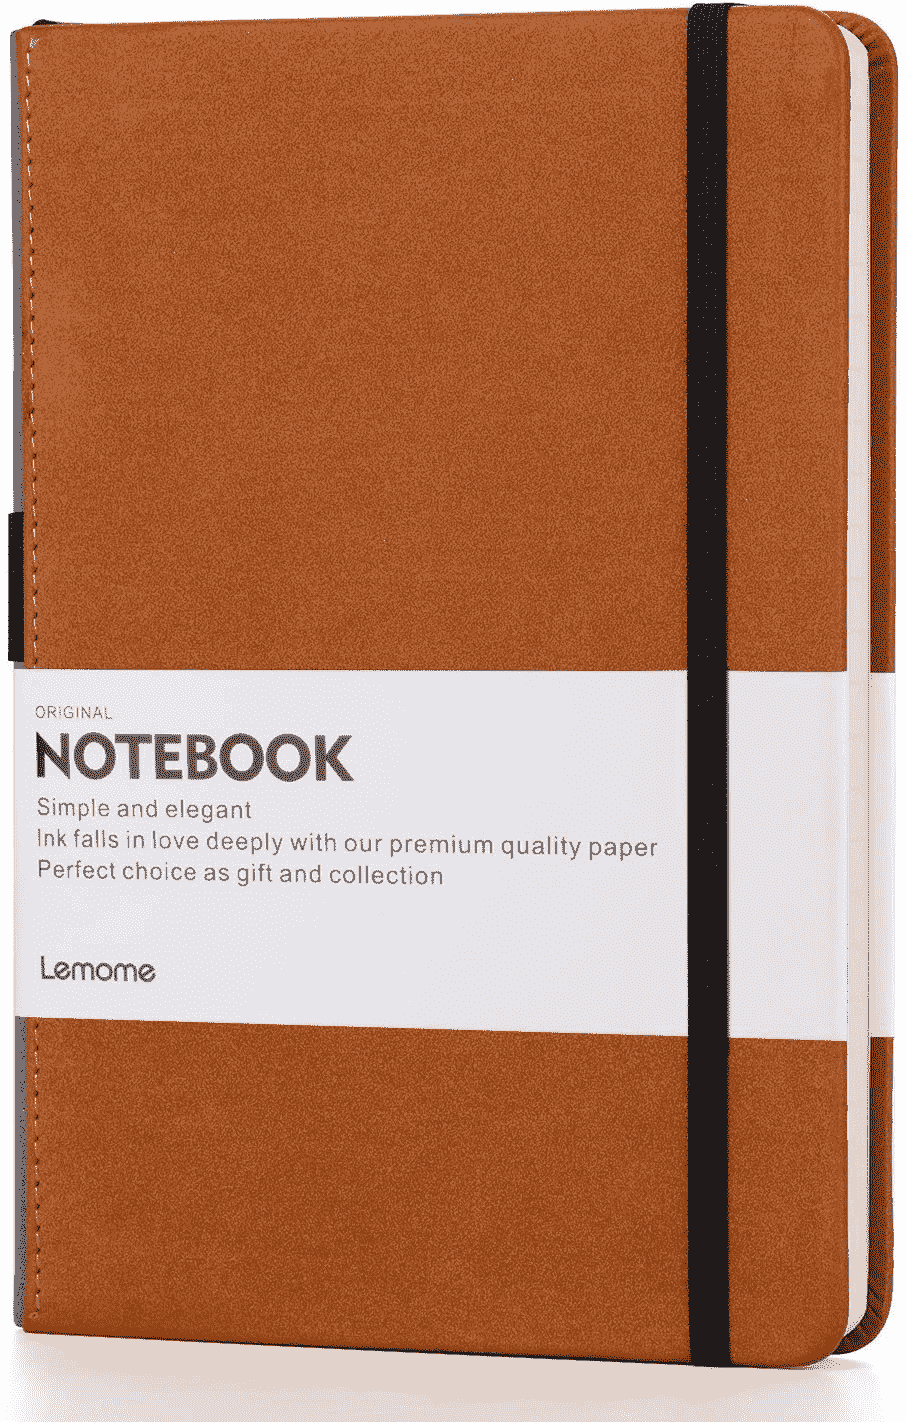 ORIGINAL
NOTEBOOK
Simple and elegant
Ink falls in love deeply with our premium quality paper
Perfect choice as gift and collection
Lemome